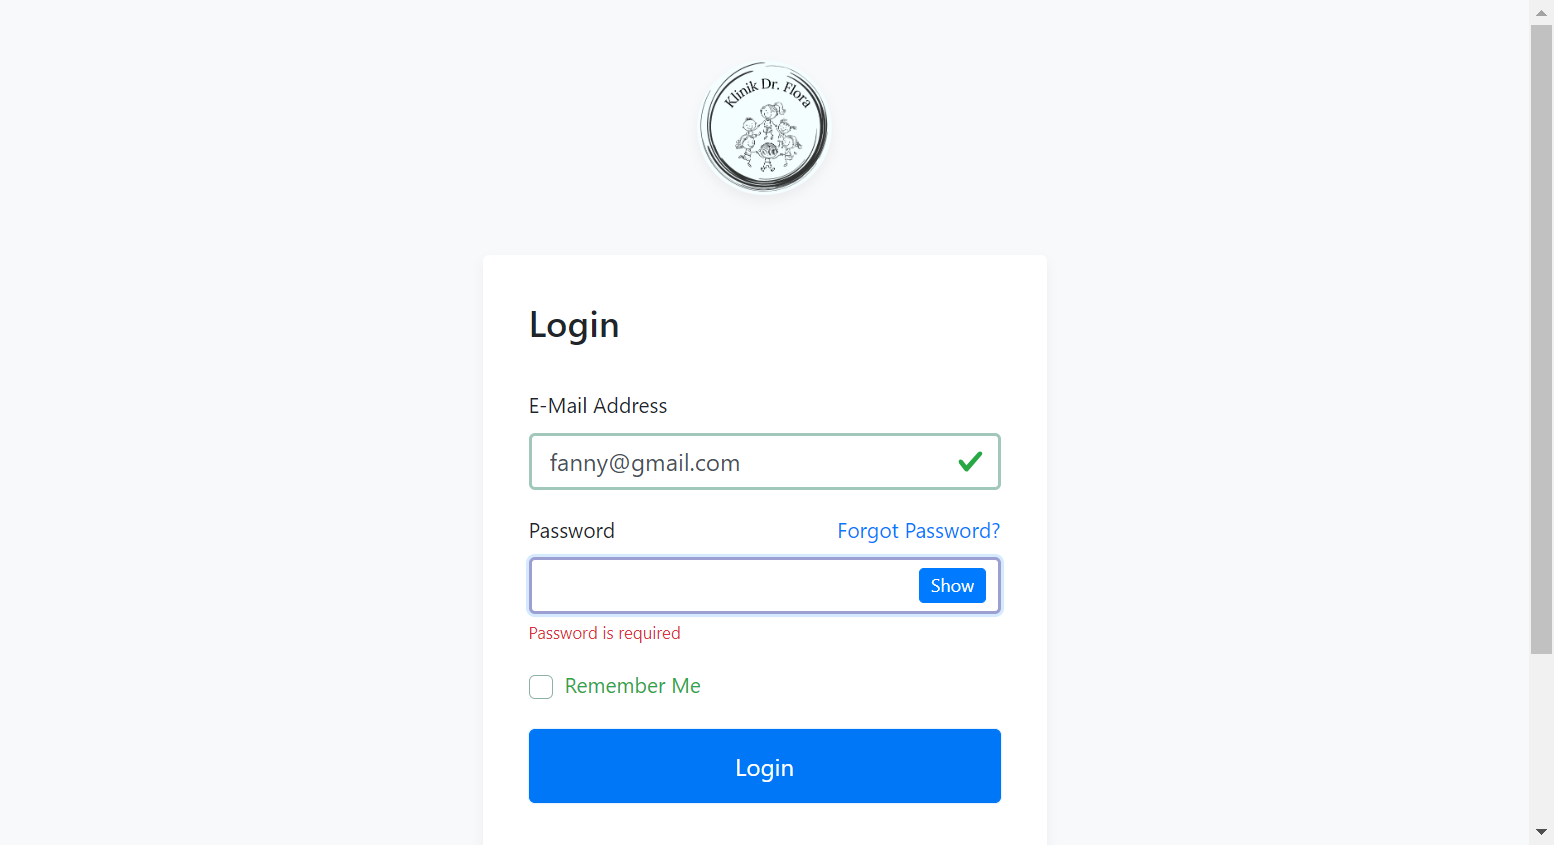 Klinik Dr. Flora
Login
E-Mail Address
fanny@gmail.com
Password Forgot Password?
Show
Password is required
Remember Me
Login